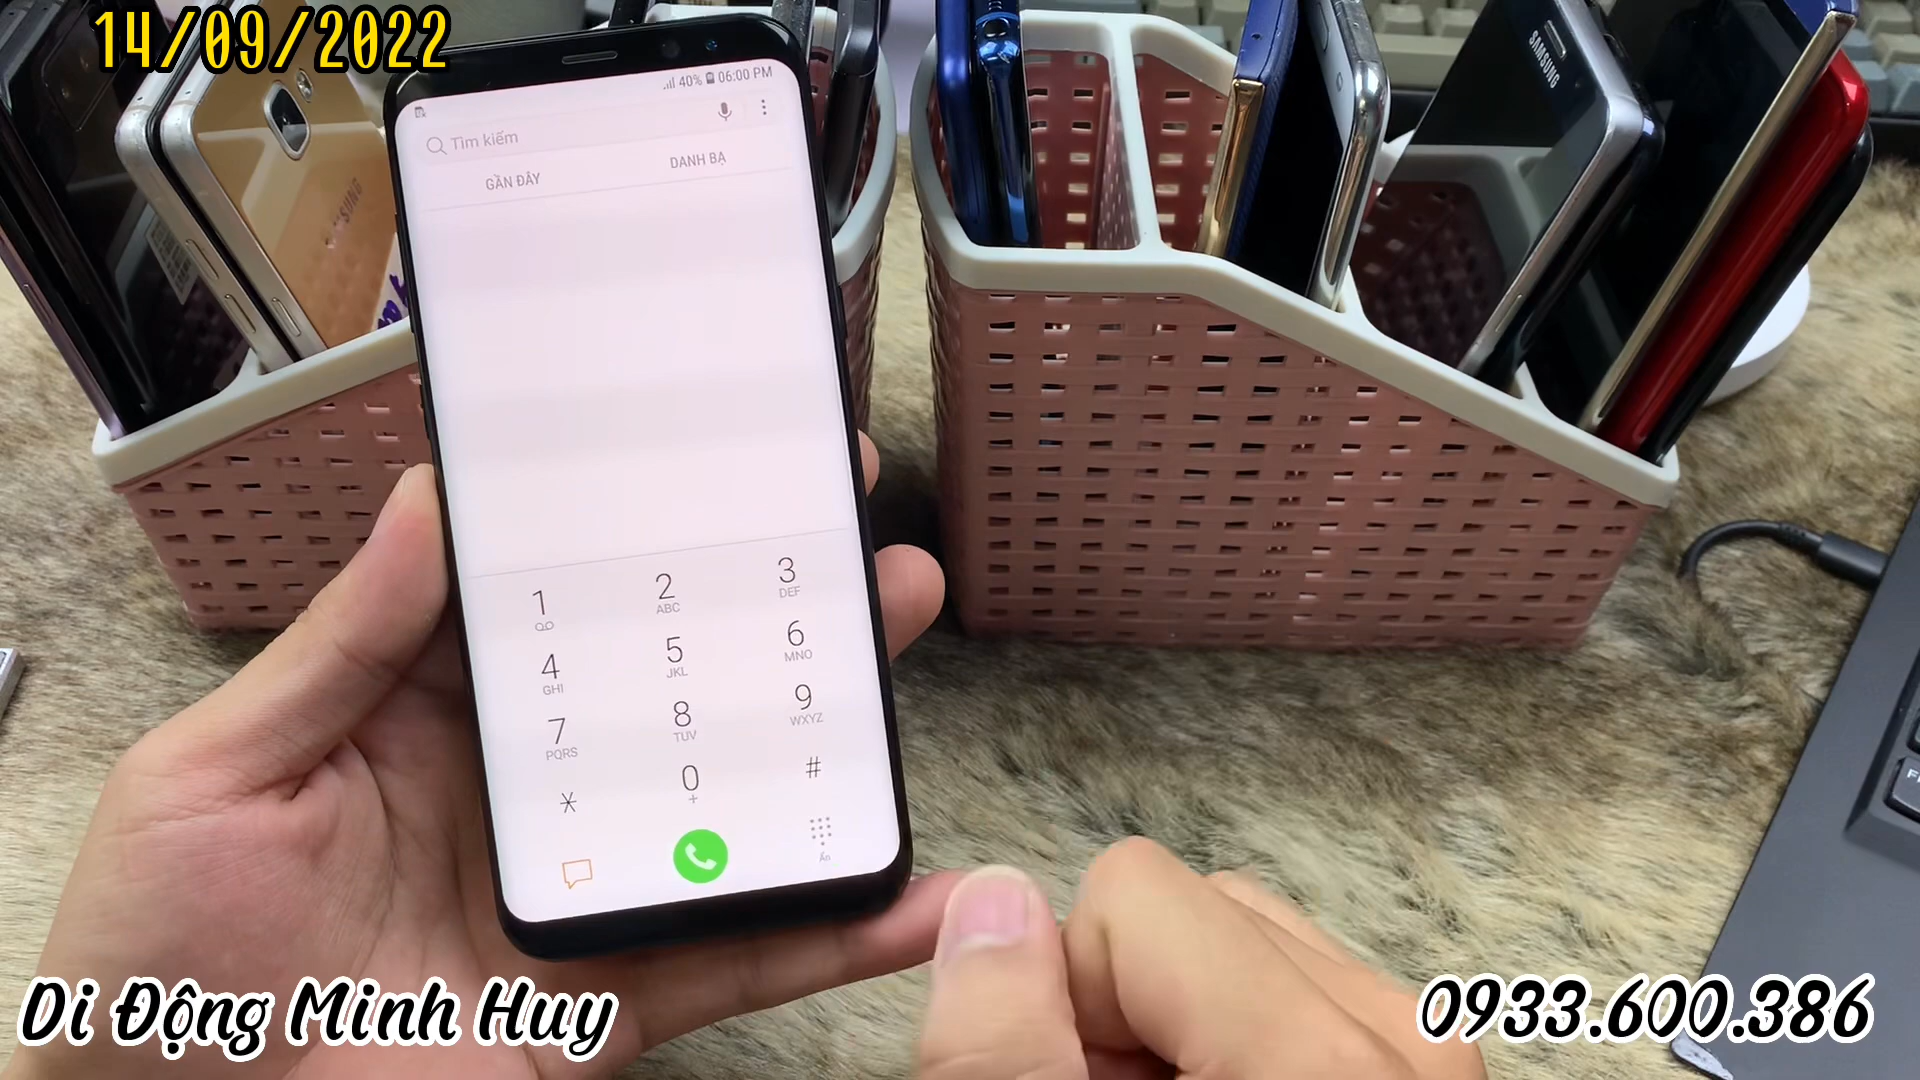 14/09/2022
40% 06:00 PM
Tìm kiếm
GẦN ĐÂY
DANH BẠ
1
2
ABC
3
DEF
4
GHI
5
JKL
6
MNO
7
PQRS
8
TUV
9
WXYZ
*
0
+
#
Ẩn
SAMSUNG
SAMSUNG
Di Động Minh Huy
0933.600.386